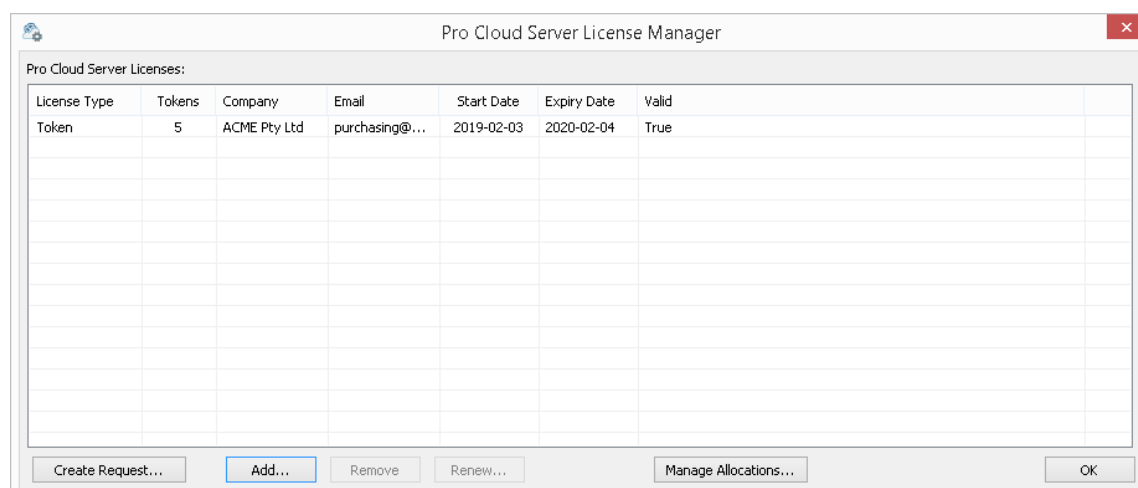 Pro Cloud Server License Manager
Pro Cloud Server Licenses:
License Type Tokens Company Email Start Date Expiry Date Valid
Token 5 ACME Pty Ltd purchasing@... 2019-02-03 2020-02-04 True
Create Request... Add... Remove Renew... Manage Allocations... OK